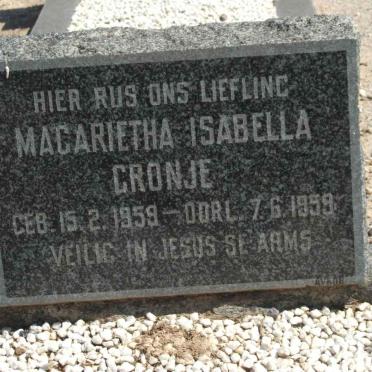 HIER RUS ONS LIEFLING
MAGARIETHA ISABELLA
CRONJE
GEB. 15.2.1959 — OORL. 7.6.1959
VEILIG IN JESUS SE ARMS